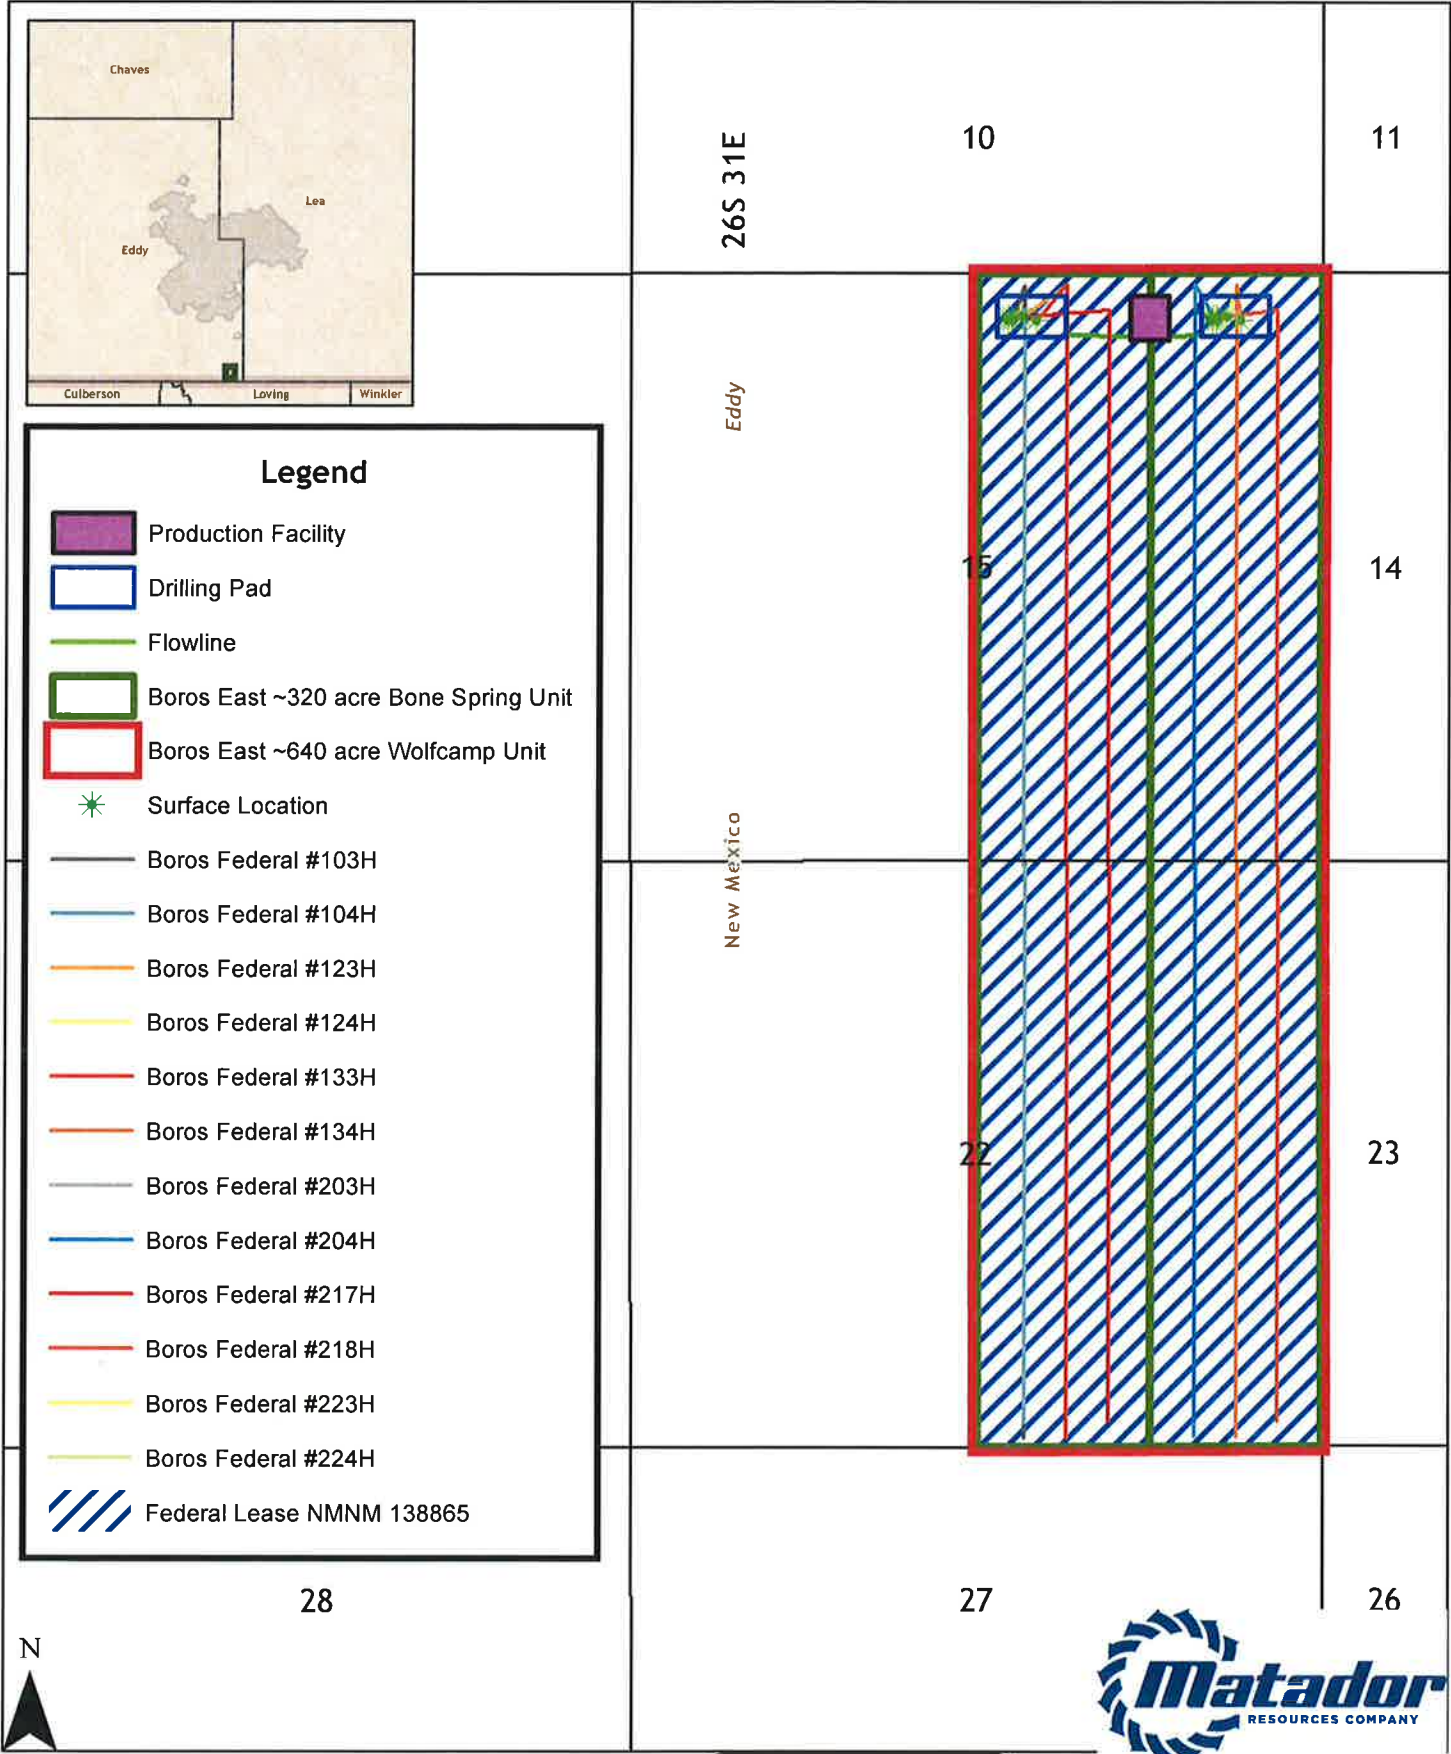 Chaves
Lea
Eddy
Culberson
Loving
Winkler
Legend
Production Facility
Drilling Pad
Flowline
Boros East ~320 acre Bone Spring Unit
Boros East ~640 acre Wolfcamp Unit
Surface Location
Boros Federal #103H
Boros Federal #104H
Boros Federal #123H
Boros Federal #124H
Boros Federal #133H
Boros Federal #134H
Boros Federal #203H
Boros Federal #204H
Boros Federal #217H
Boros Federal #218H
Boros Federal #223H
Boros Federal #224H
Federal Lease NMNM 138865
26S 31E
Eddy
New Mexico
10
11
15
14
22
23
28
27
26
N
Matador
RESOURCES COMPANY